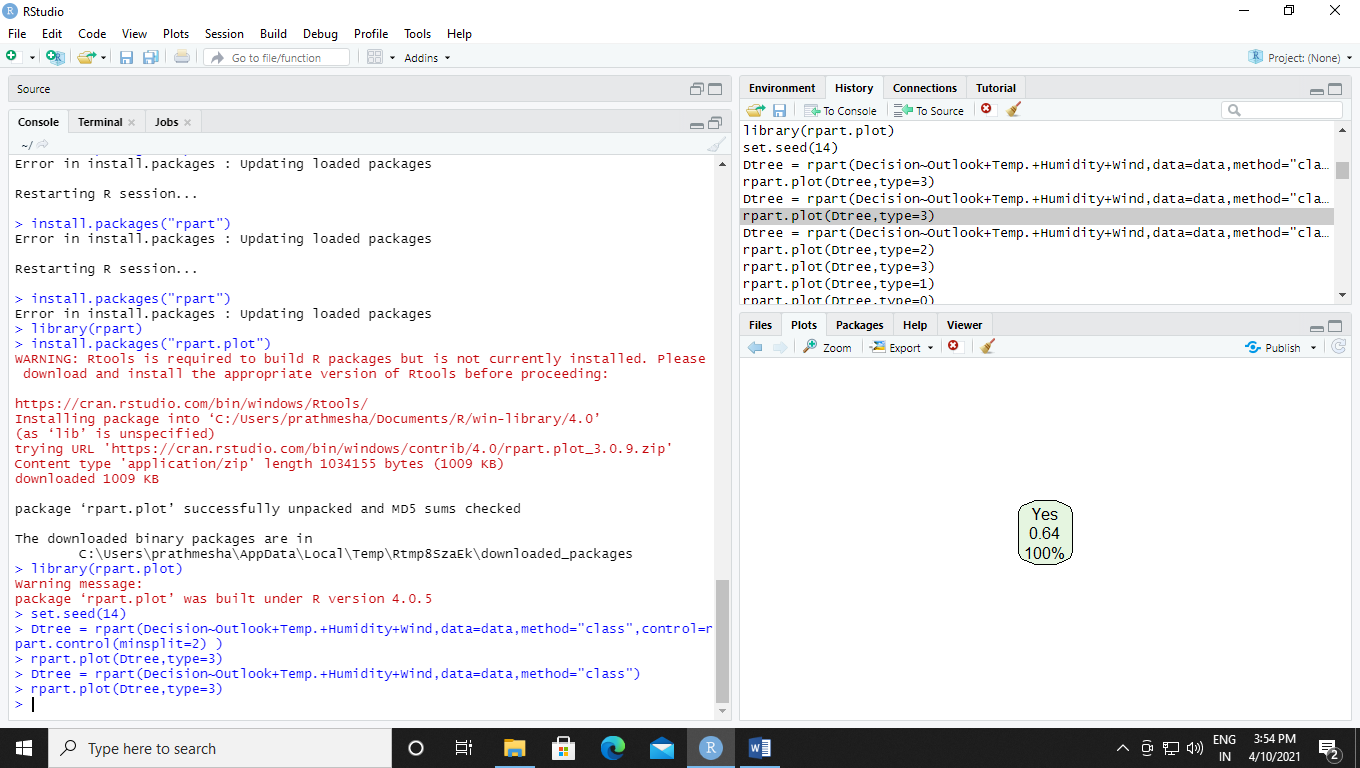 RStudio
File Edit Code View Plots Session Build Debug Profile Tools Help
Go to file/function
Addins
Project: (None)
Source
Console Terminal Jobs
~/
Error in install.packages : Updating loaded packages
Restarting R session...
> install.packages("rpart")
Error in install.packages : Updating loaded packages
Restarting R session...
> install.packages("rpart")
Error in install.packages : Updating loaded packages
> library(rpart)
> install.packages("rpart.plot")
WARNING: Rtools is required to build R packages but is not currently installed. Please
download and install the appropriate version of Rtools before proceeding:
https://cran.rstudio.com/bin/windows/Rtools/
Installing package into ‘C:/Users/prathmesha/Documents/R/win-library/4.0’
(as ‘lib’ is unspecified)
trying URL 'https://cran.rstudio.com/bin/windows/contrib/4.0/rpart.plot_3.0.9.zip'
Content type 'application/zip' length 1034155 bytes (1009 KB)
downloaded 1009 KB
package ‘rpart.plot’ successfully unpacked and MD5 sums checked
The downloaded binary packages are in
C:\Users\prathmesha\AppData\Local\Temp\Rtmp8SzaEk\downloaded_packages
> library(rpart.plot)
Warning message:
package ‘rpart.plot’ was built under R version 4.0.5
> set.seed(14)
> Dtree = rpart(Decision~Outlook+Temp.+Humidity+Wind,data=data,method="class",control=r
part.control(minsplit=2) )
> rpart.plot(Dtree,type=3)
> Dtree = rpart(Decision~Outlook+Temp.+Humidity+Wind,data=data,method="class")
> rpart.plot(Dtree,type=3)
>
Environment History Connections Tutorial
To Console To Source
library(rpart.plot)
set.seed(14)
Dtree = rpart(Decision~Outlook+Temp.+Humidity+Wind,data=data,method="cla…
rpart.plot(Dtree,type=3)
Dtree = rpart(Decision~Outlook+Temp.+Humidity+Wind,data=data,method="cla…
rpart.plot(Dtree,type=3)
Dtree = rpart(Decision~Outlook+Temp.+Humidity+Wind,data=data,method="cla…
rpart.plot(Dtree,type=2)
rpart.plot(Dtree,type=3)
rpart.plot(Dtree,type=1)
rpart.plot(Dtree,type=0)
Files Plots Packages Help Viewer
Zoom Export Publish
Yes
0.64
100%
Type here to search
ENG
IN
3:54 PM
4/10/2021
2